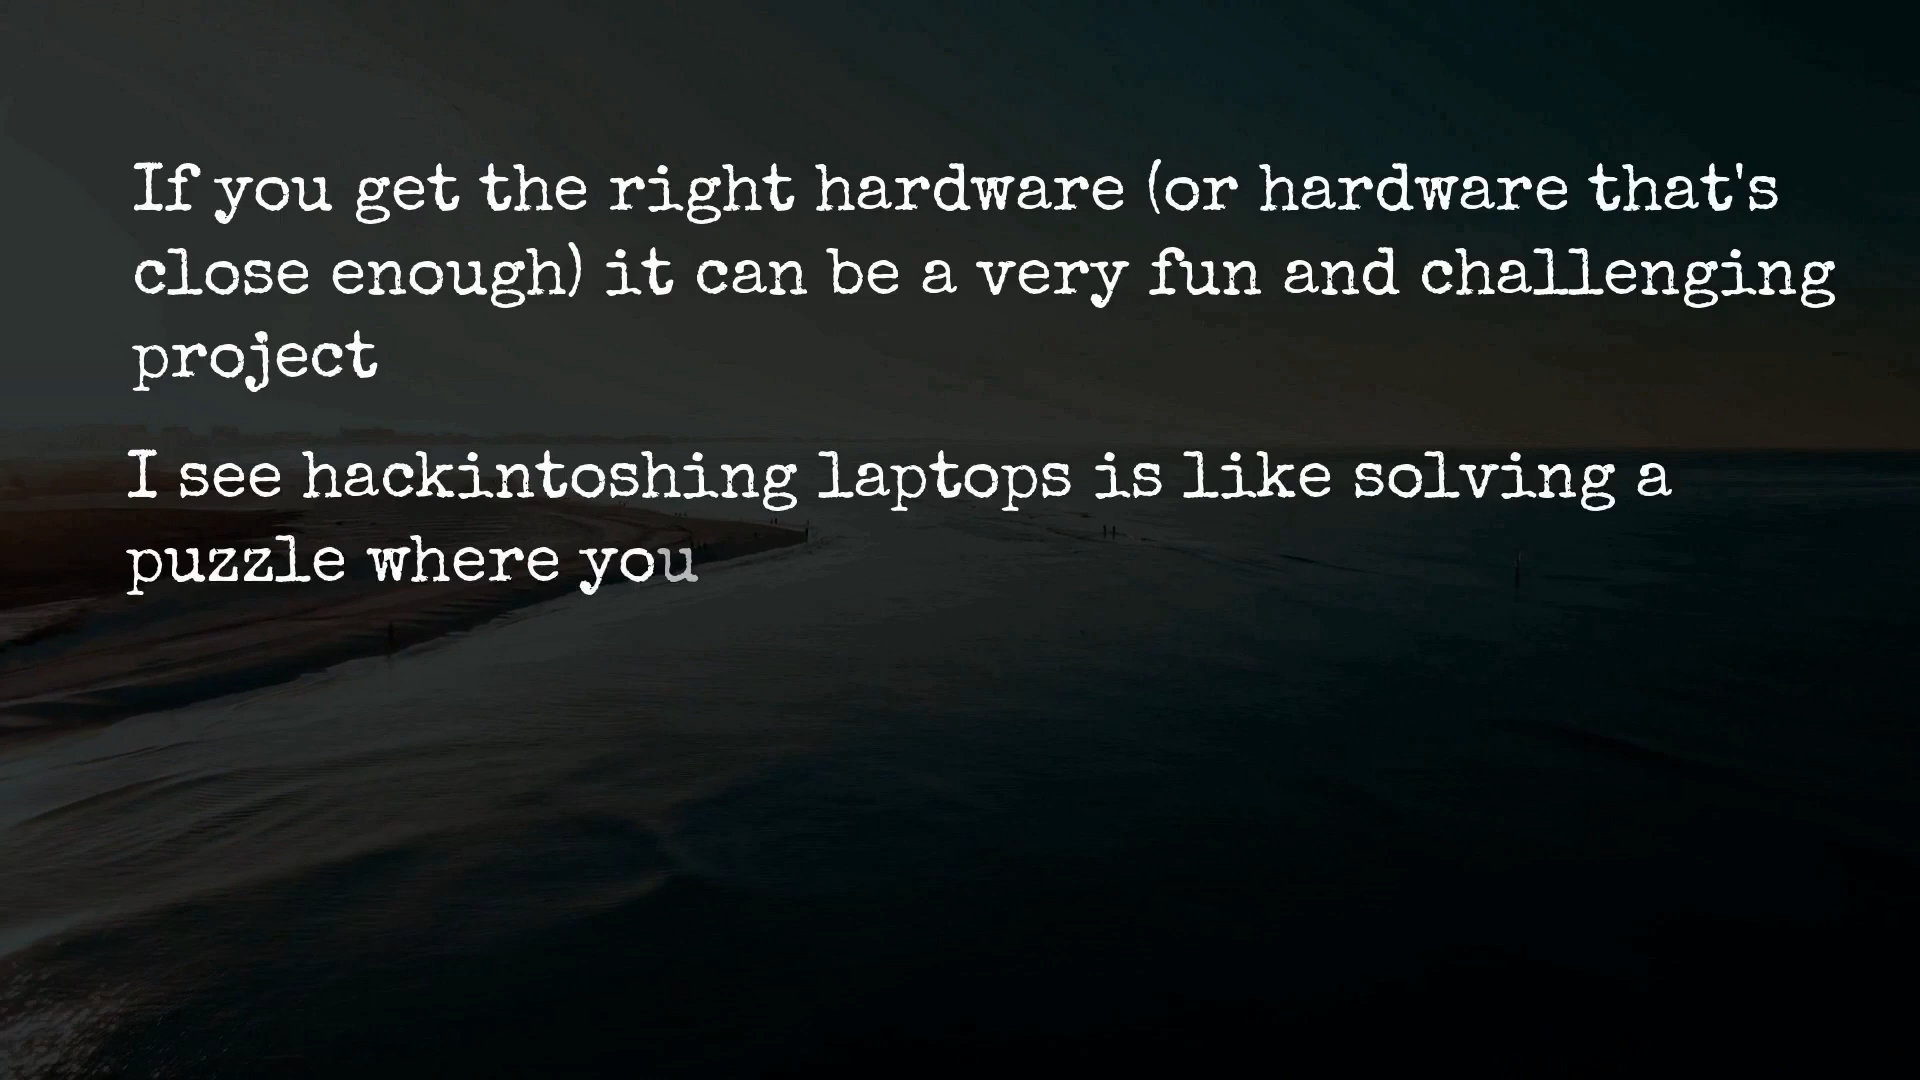 If you get the right hardware (or hardware that's
close enough) it can be a very fun and challenging
project
I see hackintoshing laptops is like solving a
puzzle where you